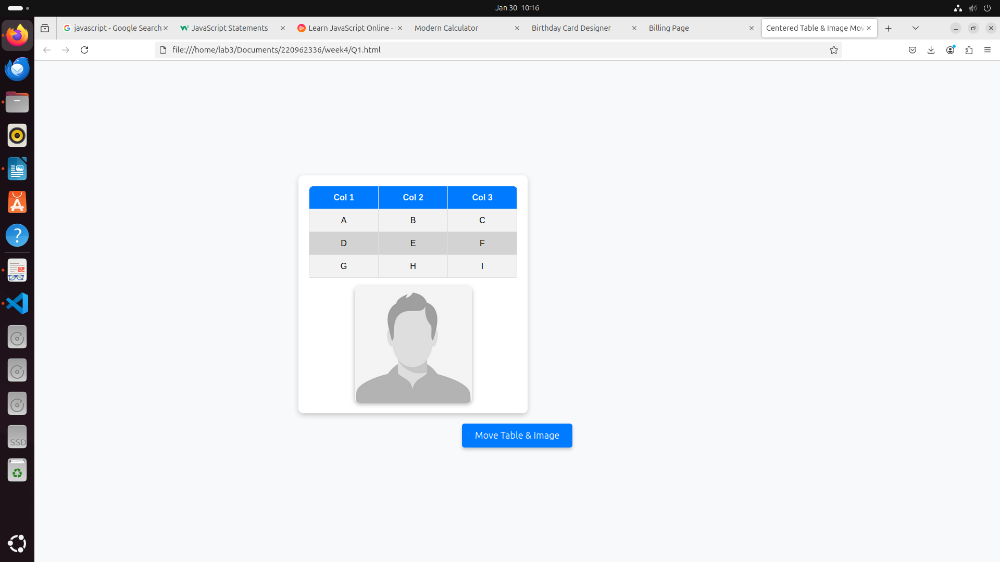 Jan 30 10:16
javascript - Google Search
JavaScript Statements
Learn JavaScript Online -
Modern Calculator
Birthday Card Designer
Billing Page
Centered Table & Image Mov
file:///home/lab3/Documents/220962336/week4/Q1.html
Col 1 Col 2 Col 3
A B C
D E F
G H I
Move Table & Image
SSD